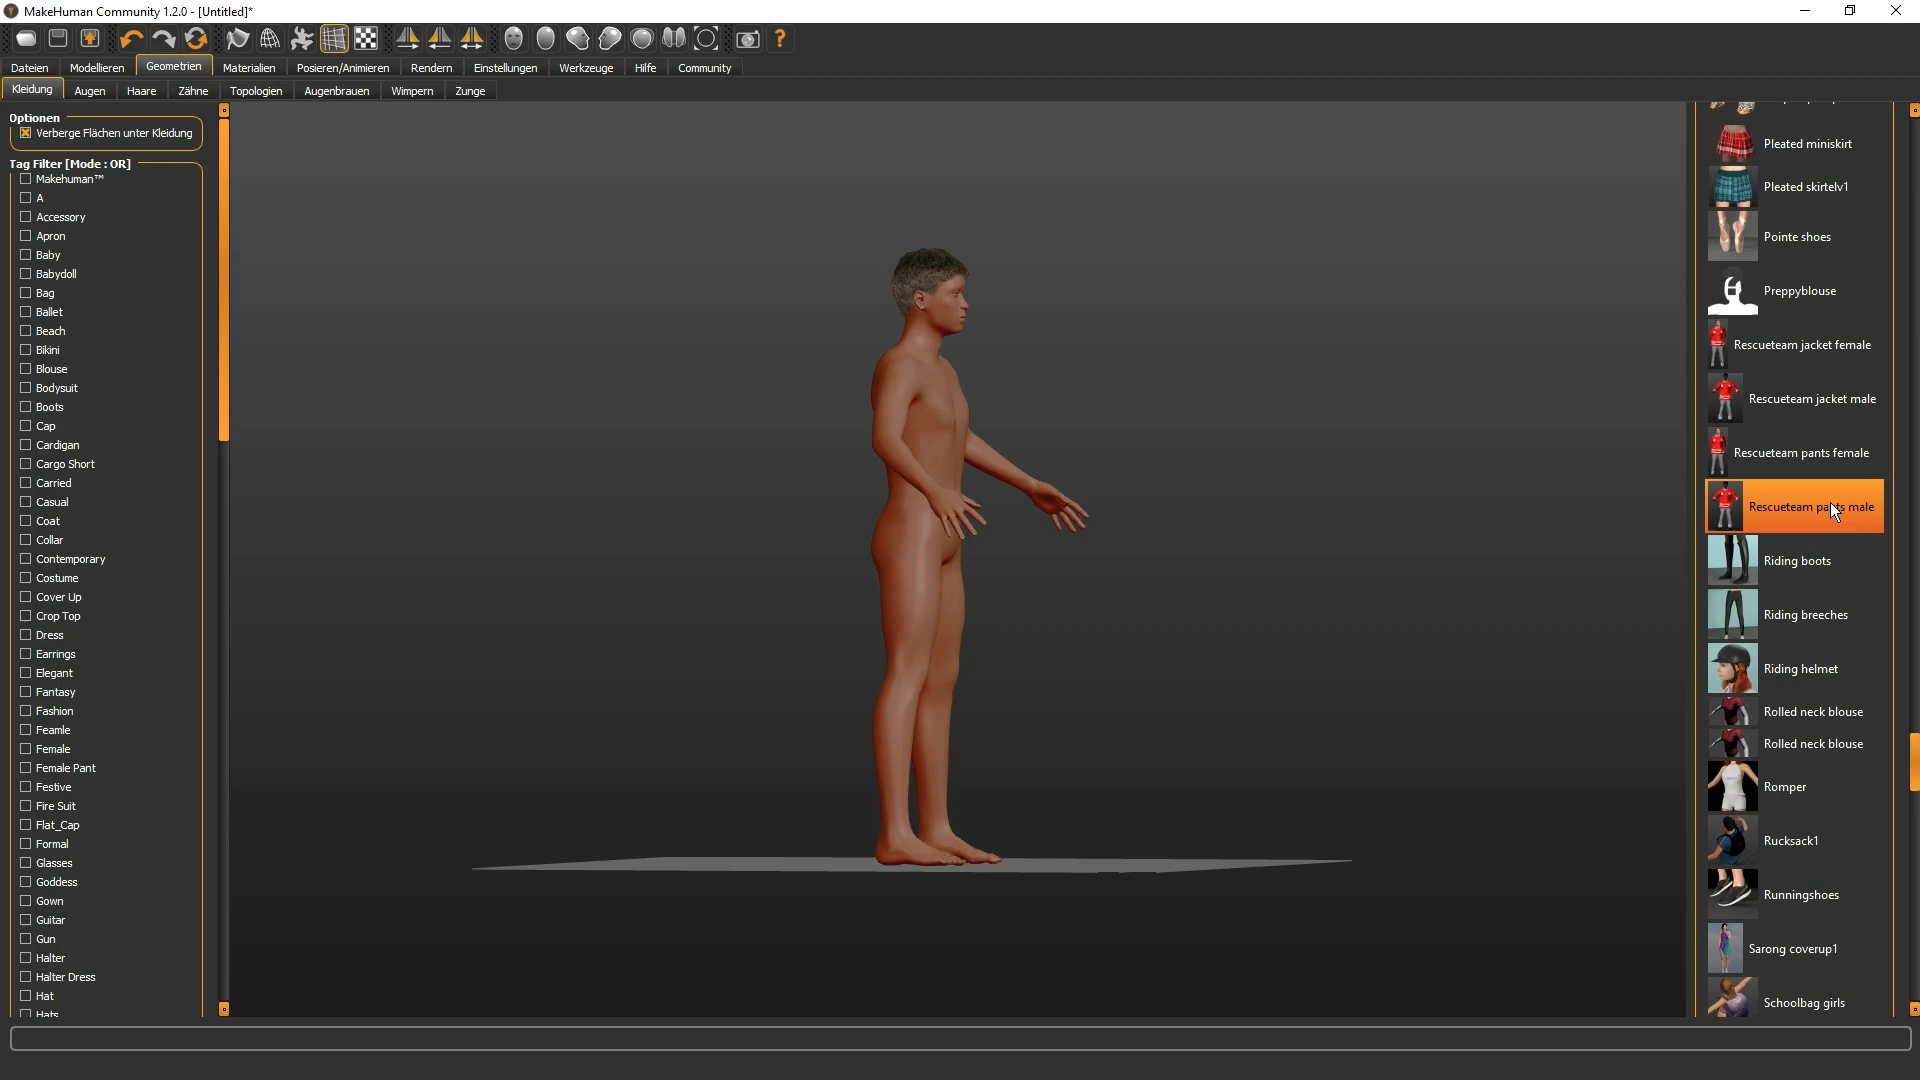 MakeHuman Community 1.2.0 - [Untitled]*
Dateien Modellieren Geometrien Materialien Posieren/Animieren Rendern Einstellungen Werkzeuge Hilfe Community
Kleidung Augen Haare Zähne Topologien Augenbrauen Wimpern Zunge
Optionen
Verberge Flächen unter Kleidung
Tag Filter [Mode : OR]
Makehuman™
A
Accessory
Apron
Baby
Babydoll
Bag
Ballet
Beach
Bikini
Blouse
Bodysuit
Boots
Cap
Cardigan
Cargo Short
Carried
Casual
Coat
Collar
Contemporary
Costume
Cover Up
Crop Top
Dress
Earrings
Elegant
Fantasy
Fashion
Feamle
Female
Female Pant
Festive
Fire Suit
Flat_Cap
Formal
Glasses
Goddess
Gown
Guitar
Gun
Halter
Halter Dress
Hat
Hats
Pleated miniskirt
Pleated skirtelv1
Pointe shoes
Preppyblouse
Rescueteam jacket female
Rescueteam jacket male
Rescueteam pants female
Rescueteam pants male
Riding boots
Riding breeches
Riding helmet
Rolled neck blouse
Rolled neck blouse
Romper
Rucksack1
Runningshoes
Sarong coverup1
Schoolbag girls